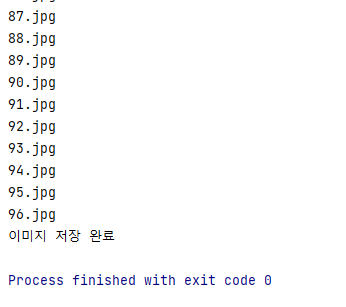 87.jpg
88.jpg
89.jpg
90.jpg
91.jpg
92.jpg
93.jpg
94.jpg
95.jpg
96.jpg
이미지 저장 완료
Process finished with exit code 0